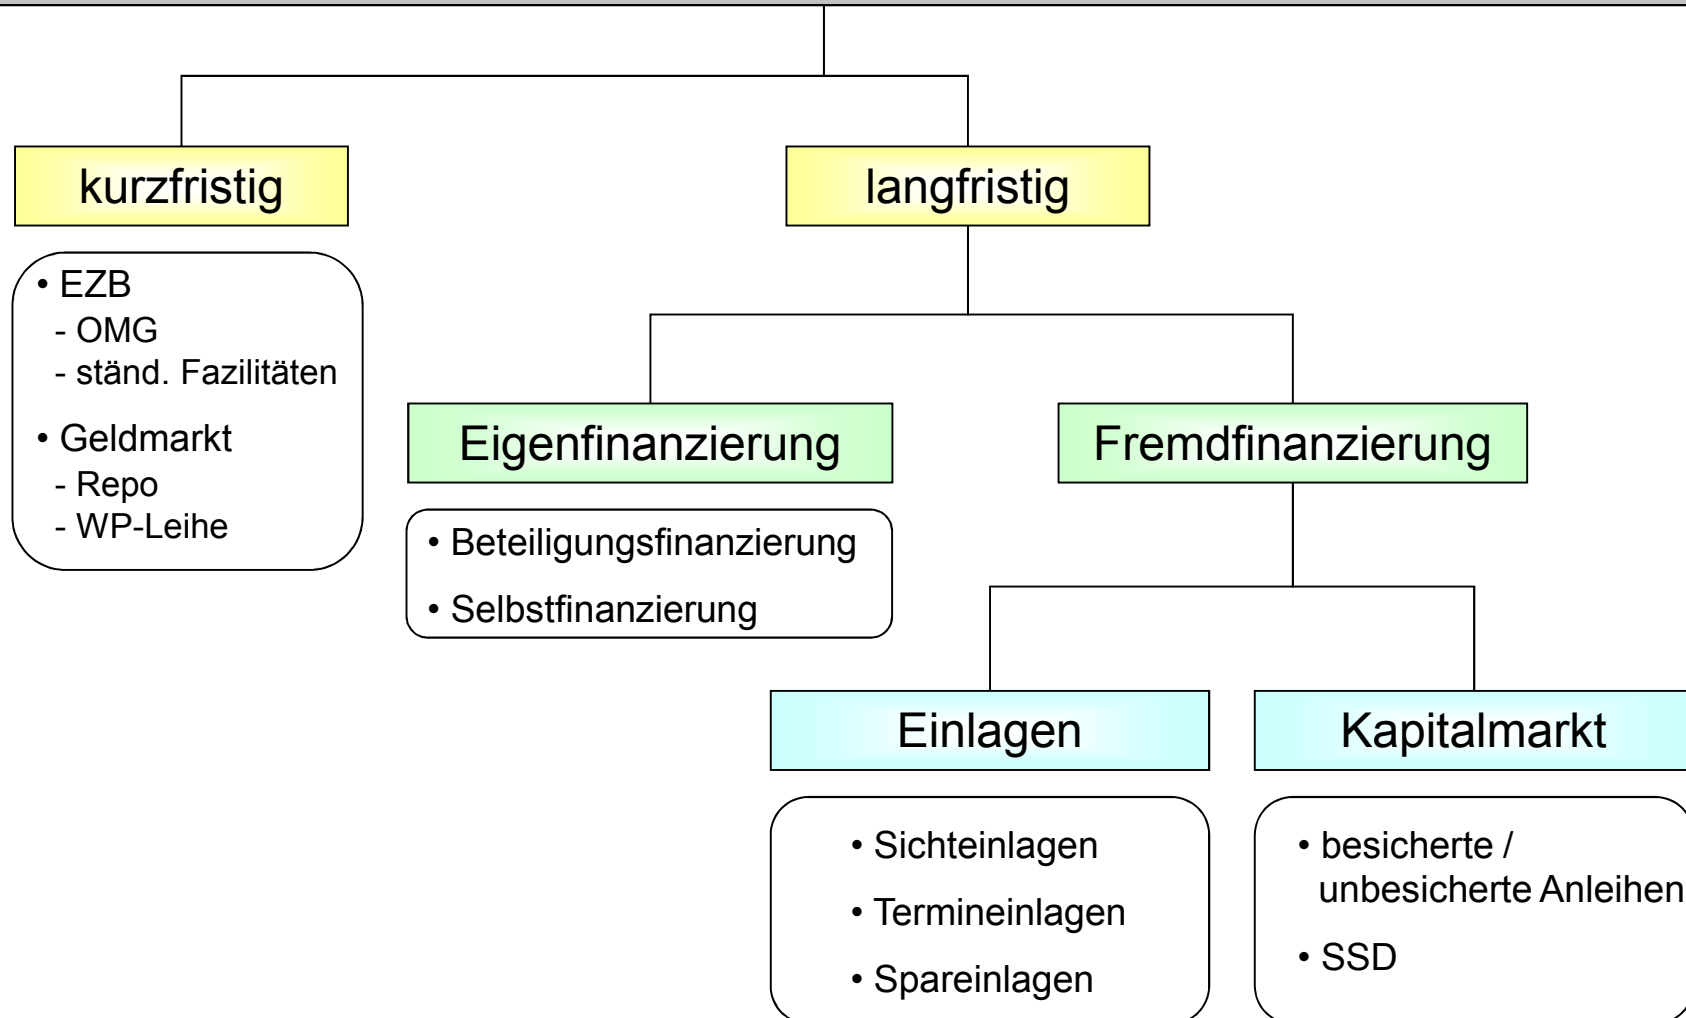 kurzfristig
langfristig
• EZB
- OMG
- ständ. Fazilitäten
• Geldmarkt
- Repo
- WP-Leihe
Eigenfinanzierung
Fremdfinanzierung
• Beteiligungsfinanzierung
• Selbstfinanzierung
Einlagen
Kapitalmarkt
• Sichteinlagen
• Termineinlagen
• Spareinlagen
• besicherte /
unbesicherte Anleihen
• SSD